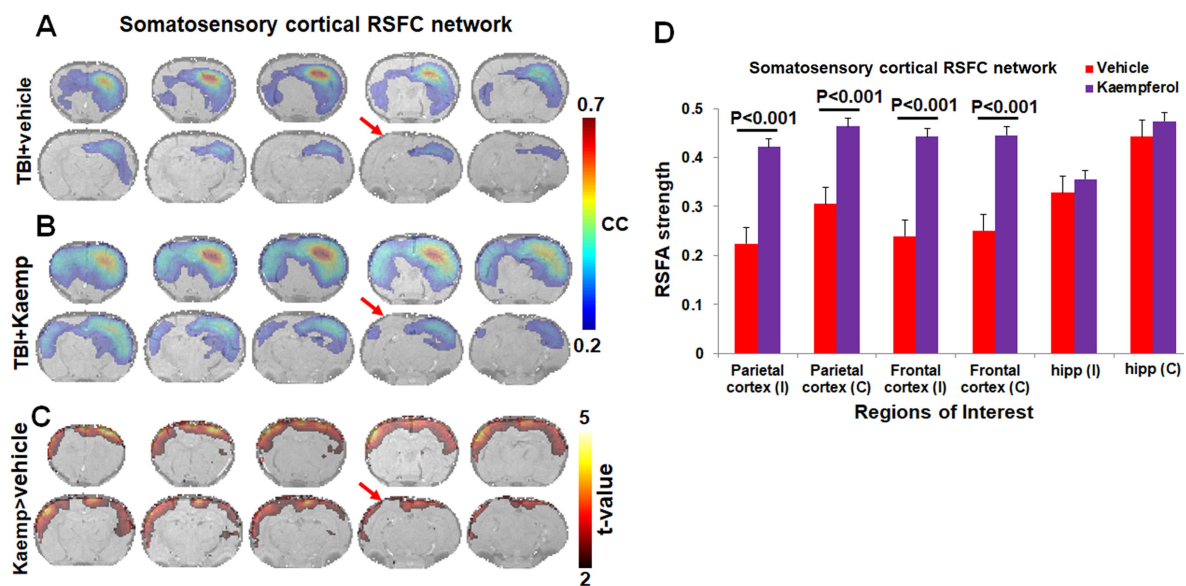 A
Somatosensory cortical RSFC network
TBI+vehicle
0.7
CC
0.2
B
TBI+Kaemp
C
Kaemp>vehicle
5
t-value
2
D
Somatosensory cortical RSFC network
Vehicle
Kaempferol
P<0.001
P<0.001
P<0.001
P<0.001
RSFA strength
0.5
0.4
0.3
0.2
0.1
0
Parietal
cortex (I)
Parietal
cortex (C)
Frontal
cortex (I)
Frontal
cortex (C)
hipp (I)
hipp (C)
Regions of Interest